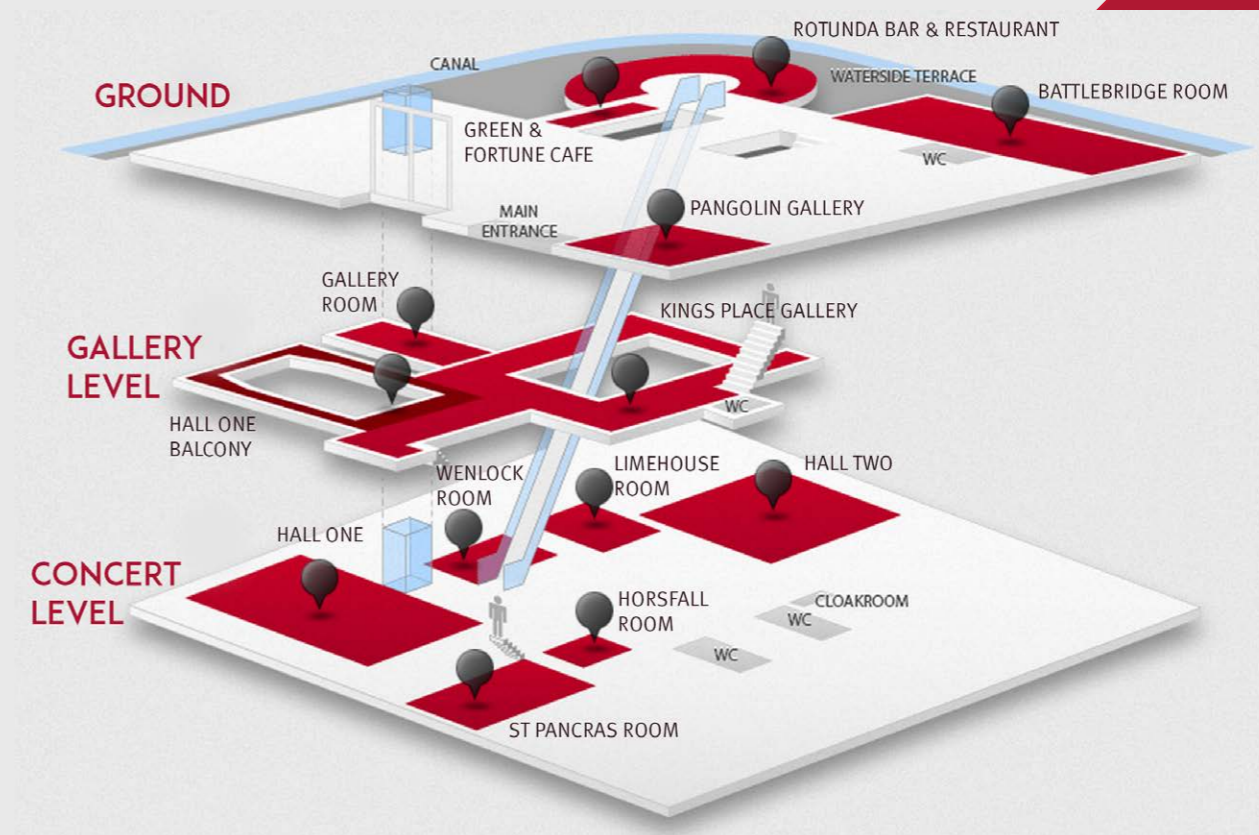 ROTUNDA BAR & RESTAURANT
CANAL
WATERSIDE TERRACE
GROUND
BATTLEBRIDGE ROOM
GREEN &
FORTUNE CAFE
WC
MAIN
ENTRANCE
PANGOLIN GALLERY
GALLERY
ROOM
KINGS PLACE GALLERY
GALLERY
LEVEL
WC
HALL ONE
BALCONY
WENLOCK
ROOM
LIMEHOUSE
ROOM
HALL TWO
HALL ONE
CONCERT
LEVEL
HORSFALL
ROOM
CLOAKROOM
WC
WC
ST PANCRAS ROOM